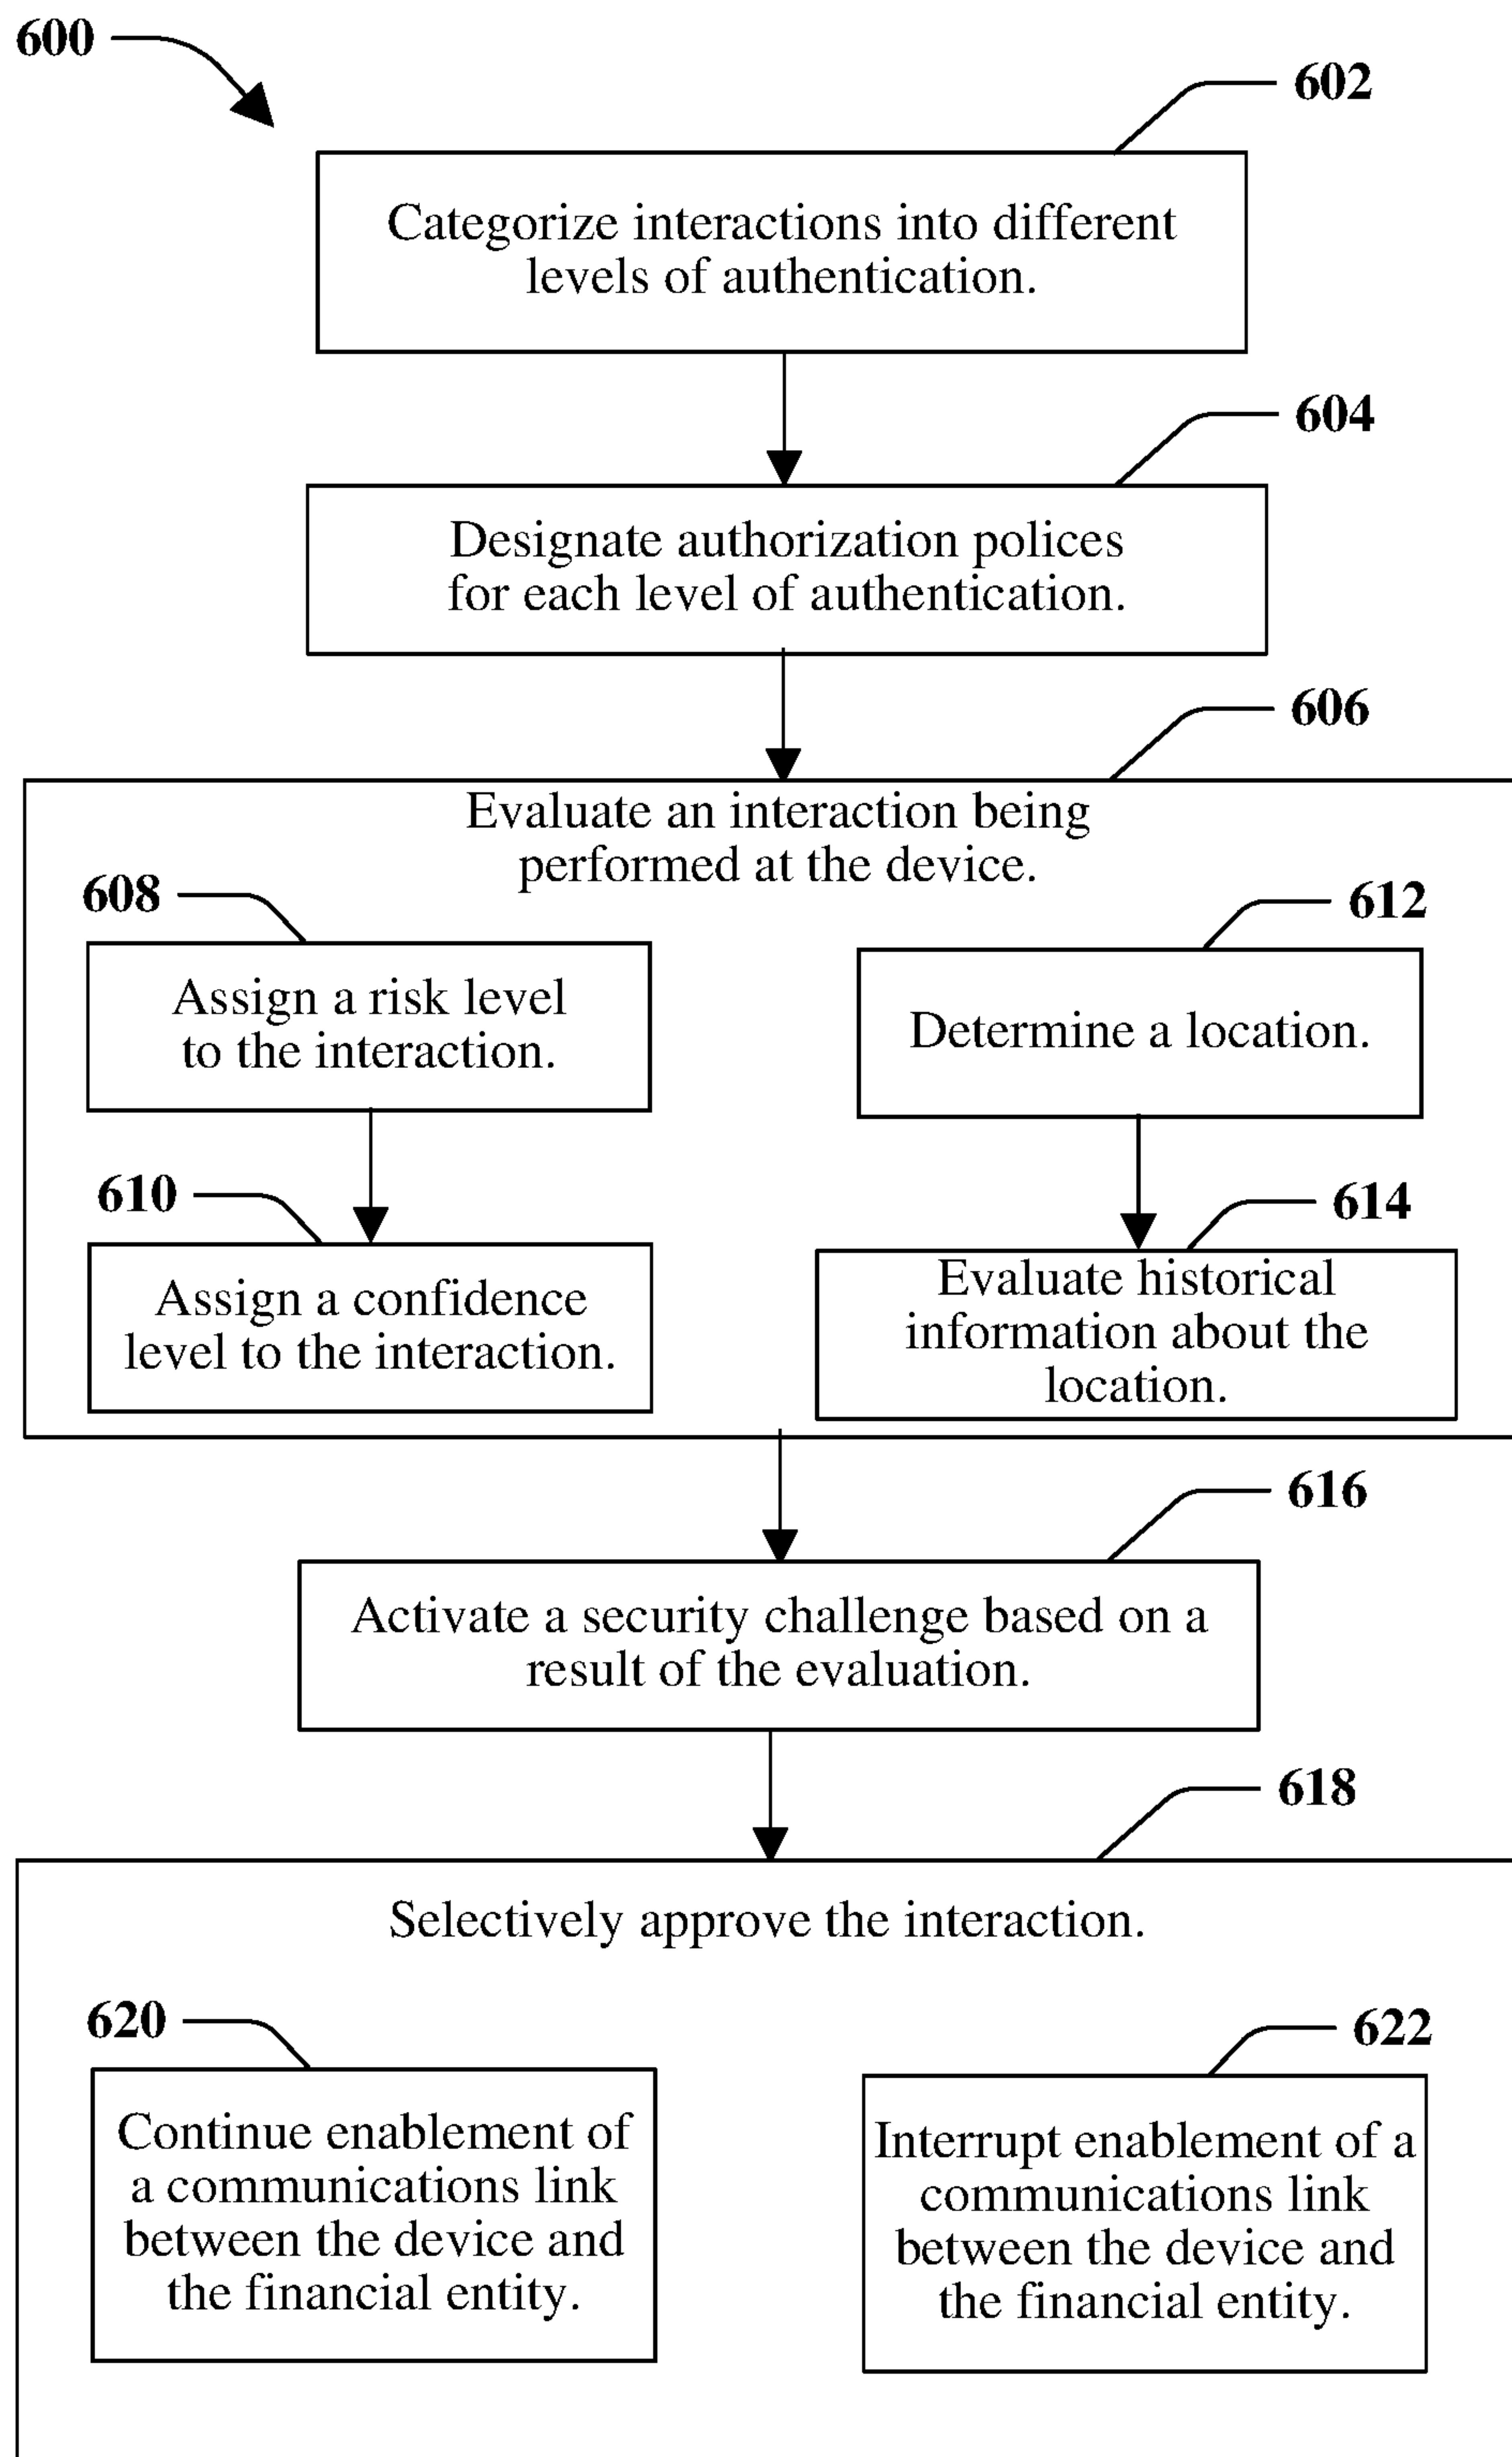 600
602
Categorize interactions into different
levels of authentication.
604
Designate authorization polices
for each level of authentication.
606
Evaluate an interaction being
performed at the device.
608
Assign a risk level
to the interaction.
610
Assign a confidence
level to the interaction.
612
Determine a location.
614
Evaluate historical
information about the
location.
616
Activate a security challenge based on a
result of the evaluation.
618
Selectively approve the interaction.
620
Continue enablement of
a communications link
between the device and
the financial entity.
622
Interrupt enablement of a
communications link
between the device and
the financial entity.